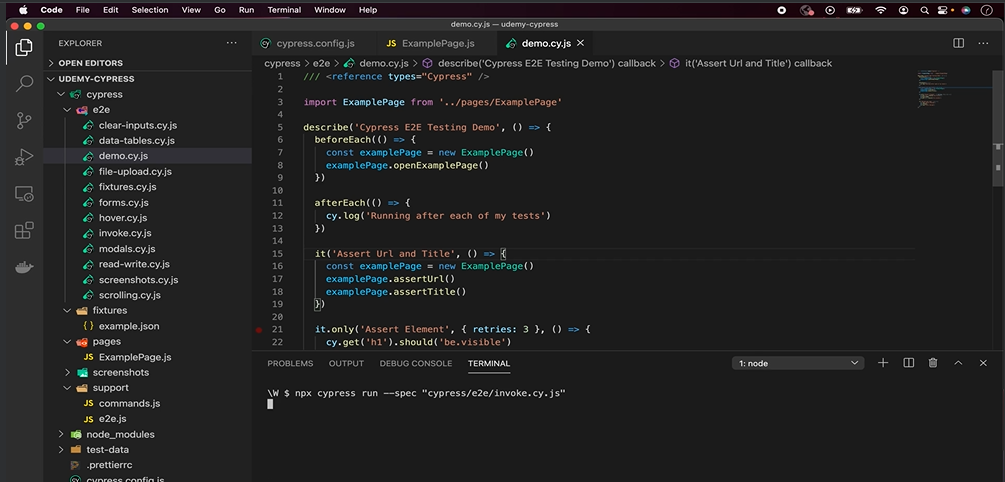 Code File Edit Selection View Go Run Terminal Window Help
demo.cy.js — udemy-cypress
EXPLORER
OPEN EDITORS
UDEMY-CYPRESS
cypress
e2e
clear-inputs.cy.js
data-tables.cy.js
demo.cy.js
file-upload.cy.js
fixtures.cy.js
forms.cy.js
hover.cy.js
invoke.cy.js
modals.cy.js
read-write.cy.js
screenshots.cy.js
scrolling.cy.js
fixtures
{ } example.json
pages
JS ExamplePage.js
screenshots
support
JS commands.js
JS e2e.js
node_modules
test-data
.prettierrc
cypress.config.js
cypress.config.js JS ExamplePage.js demo.cy.js
cypress > e2e > demo.cy.js > describe('Cypress E2E Testing Demo') callback > it('Assert Url and Title') callback
1 /// <reference types="Cypress" />
2
3 import ExamplePage from '../pages/ExamplePage'
4
5 describe('Cypress E2E Testing Demo', () => {
6 beforeEach(() => {
7 const examplePage = new ExamplePage()
8 examplePage.openExamplePage()
9 })
10
11 afterEach(() => {
12 cy.log('Running after each of my tests')
13 })
14
15 it('Assert Url and Title', () => {
16 const examplePage = new ExamplePage()
17 examplePage.assertUrl()
18 examplePage.assertTitle()
19 })
20
21 it.only('Assert Element', { retries: 3 }, () => {
22 cy.get('h1').should('be.visible')
PROBLEMS OUTPUT DEBUG CONSOLE TERMINAL 1: node
\W $ npx cypress run --spec "cypress/e2e/invoke.cy.js"